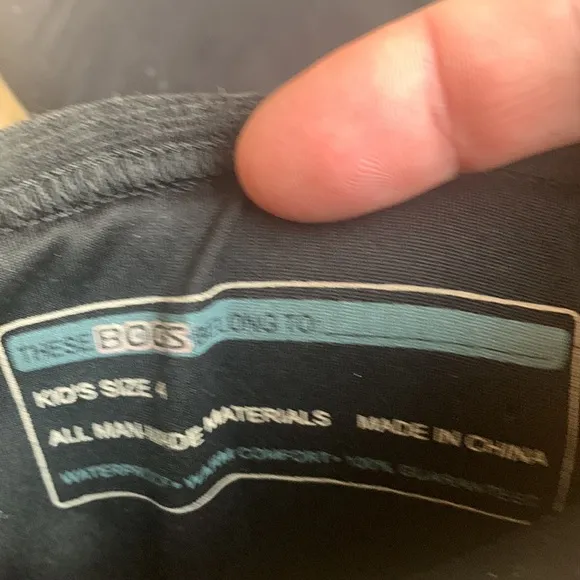 THESE BOGS BELONG TO:
KID'S SIZE 4
ALL MAN-MADE MATERIALS MADE IN CHINA
WATERPROOF • WARM COMFORT • 100% GUARANTEED